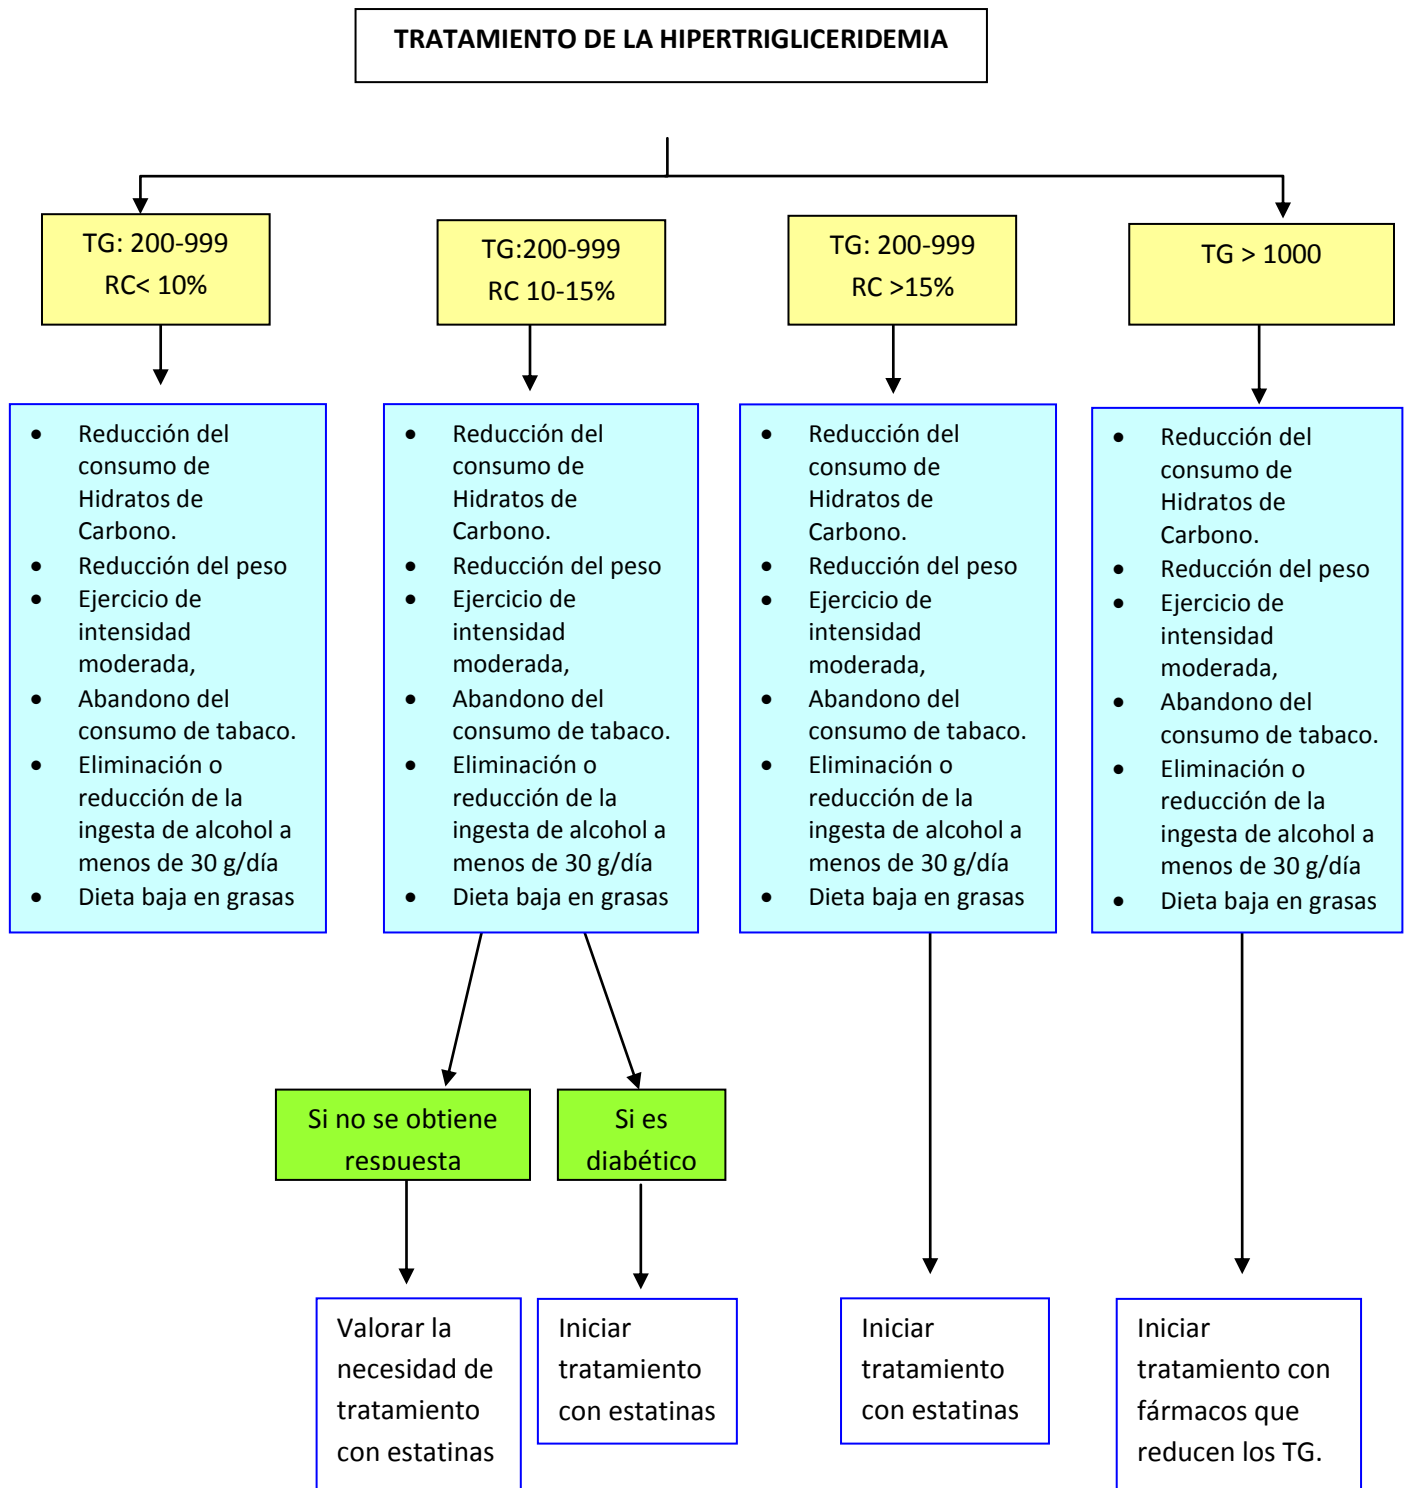 TRATAMIENTO DE LA HIPERTRIGLICERIDEMIA
TG: 200-999
RC< 10%
TG:200-999
RC 10-15%
TG: 200-999
RC >15%
TG > 1000
• Reducción del
consumo de
Hidratos de
Carbono.
• Reducción del peso
• Ejercicio de
intensidad
moderada,
• Abandono del
consumo de tabaco.
• Eliminación o
reducción de la
ingesta de alcohol a
menos de 30 g/día
• Dieta baja en grasas
• Reducción del
consumo de
Hidratos de
Carbono.
• Reducción del peso
• Ejercicio de
intensidad
moderada,
• Abandono del
consumo de tabaco.
• Eliminación o
reducción de la
ingesta de alcohol a
menos de 30 g/día
• Dieta baja en grasas
• Reducción del
consumo de
Hidratos de
Carbono.
• Reducción del peso
• Ejercicio de
intensidad
moderada,
• Abandono del
consumo de tabaco.
• Eliminación o
reducción de la
ingesta de alcohol a
menos de 30 g/día
• Dieta baja en grasas
• Reducción del
consumo de
Hidratos de
Carbono.
• Reducción del peso
• Ejercicio de
intensidad
moderada,
• Abandono del
consumo de tabaco.
• Eliminación o
reducción de la
ingesta de alcohol a
menos de 30 g/día
• Dieta baja en grasas
Si no se obtiene
respuesta
Si es
diabético
Valorar la
necesidad de
tratamiento
con estatinas
Iniciar
tratamiento
con estatinas
Iniciar
tratamiento
con estatinas
Iniciar
tratamiento con
fármacos que
reducen los TG.